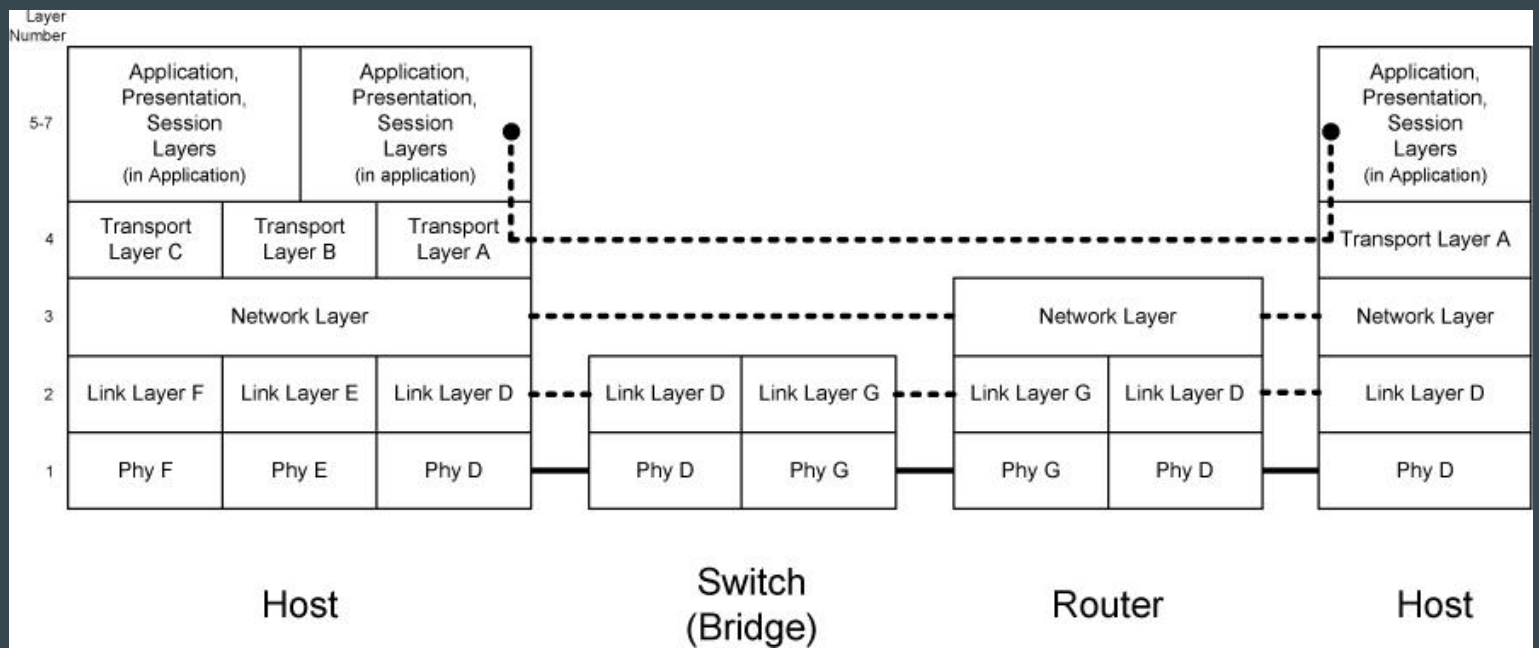 Layer
Number
5-7
Application,
Presentation,
Session
Layers
(in Application)
Application,
Presentation,
Session
Layers
(in application)
Application,
Presentation,
Session
Layers
(in Application)
4
Transport
Layer C
Transport
Layer B
Transport
Layer A
Transport Layer A
3
Network Layer
Network Layer
Network Layer
2
Link Layer F
Link Layer E
Link Layer D
Link Layer D
Link Layer G
Link Layer G
Link Layer D
Link Layer D
1
Phy F
Phy E
Phy D
Phy D
Phy G
Phy G
Phy D
Phy D
Host
Switch
(Bridge)
Router
Host